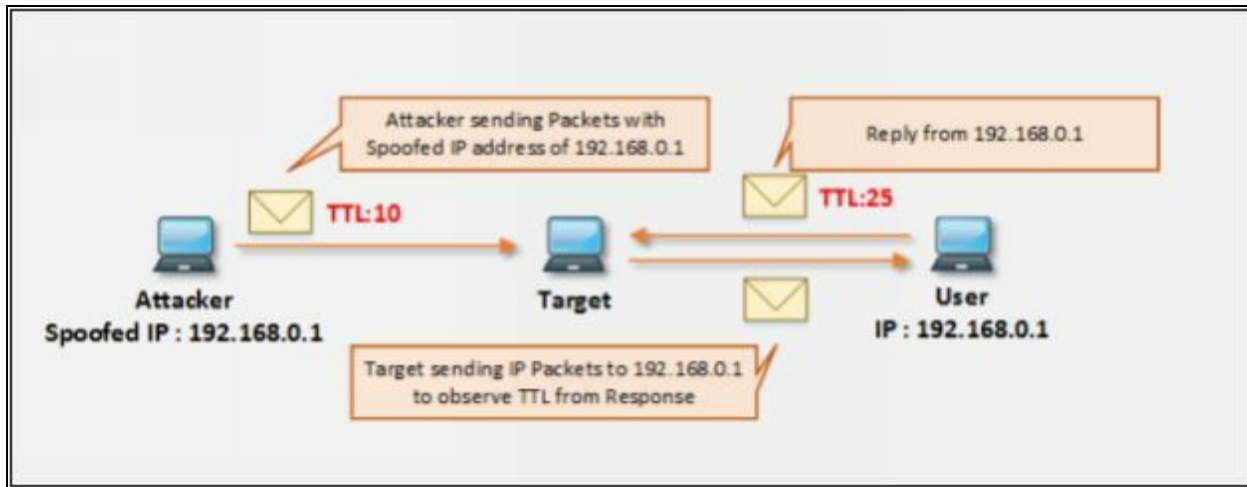 Attacker sending Packets with
Spoofed IP address of 192.168.0.1
Reply from 192.168.0.1
TTL:10
TTL:25
Attacker
Spoofed IP : 192.168.0.1
Target
User
IP : 192.168.0.1
Target sending IP Packets to 192.168.0.1
to observe TTL from Response